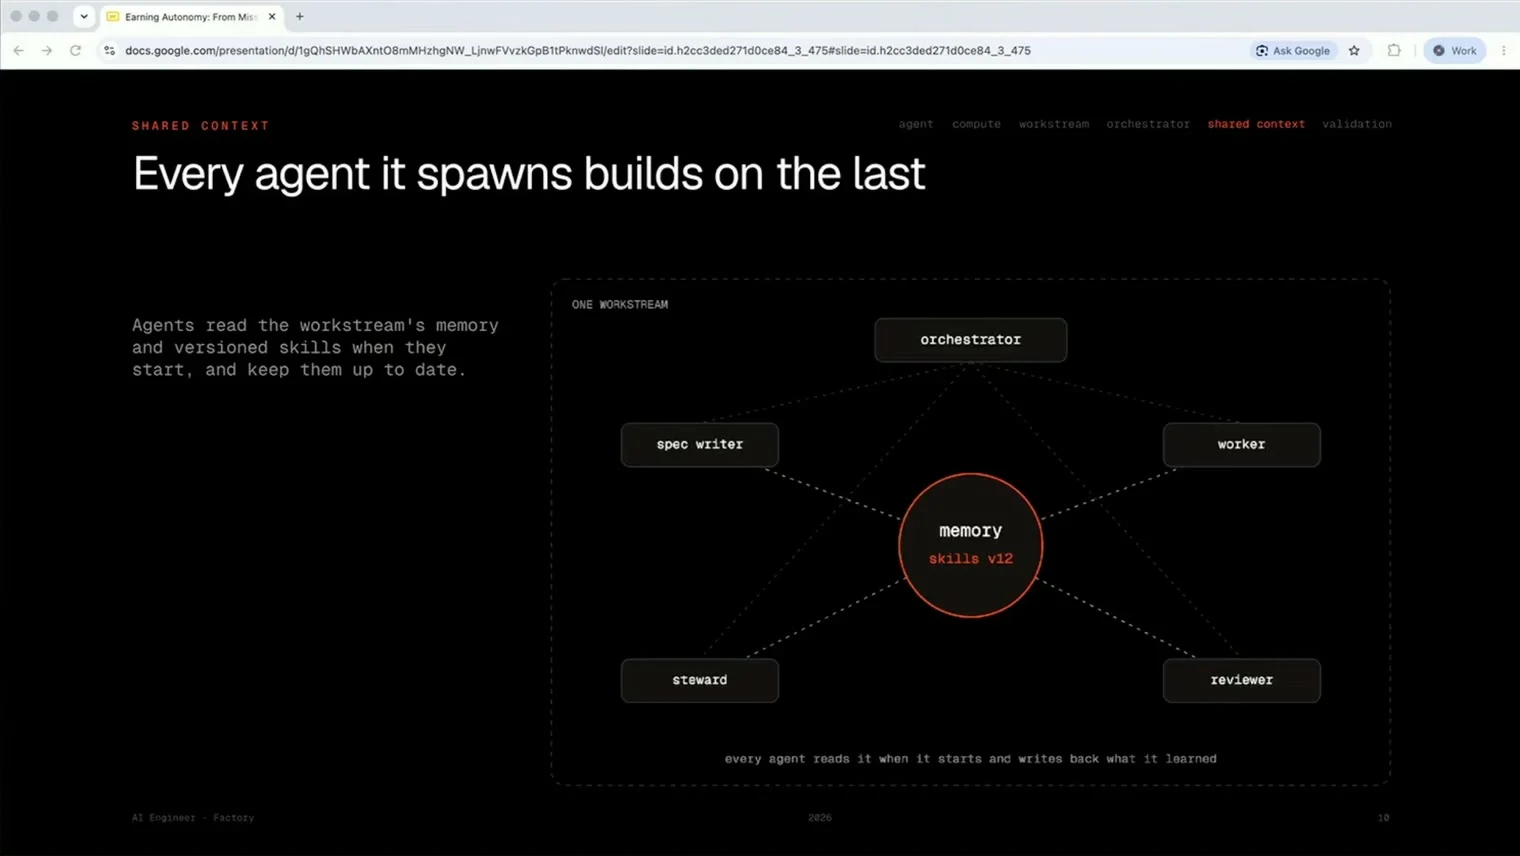 Earning Autonomy: From Miss
docs.google.com/presentation/d/1gQhSHWbAXntO8mMHzhgNW_LjnwFVvzkGpB1tPknwdSI/edit?slide=id.h2cc3ded271d0ce84_3_475#slide=id.h2cc3ded271d0ce84_3_475
Ask Google
Work
SHARED CONTEXT
agent compute workstream orchestrator shared context validation
Every agent it spawns builds on the last
Agents read the workstream's memory
and versioned skills when they
start, and keep them up to date.
ONE WORKSTREAM
orchestrator
spec writer
worker
memory
skills v12
steward
reviewer
every agent reads it when it starts and writes back what it learned
AI Engineer - Factory
2026
10